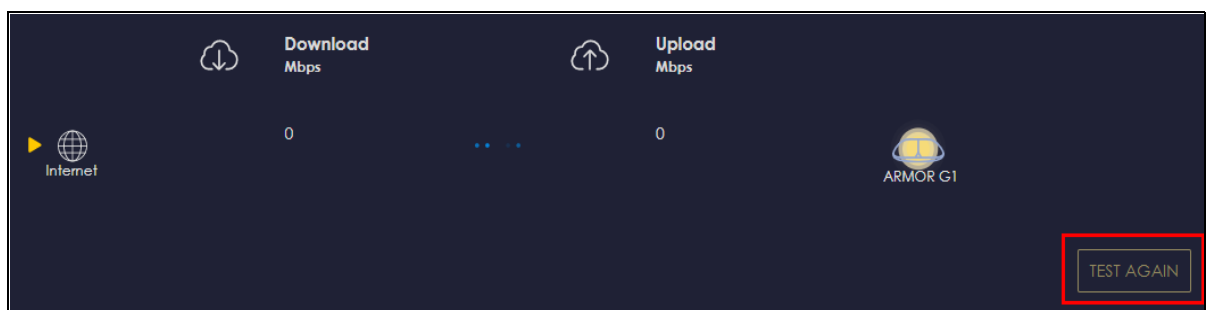 Download
Mbps
Upload
Mbps
0
0
Internet
ARMOR G1
TEST AGAIN